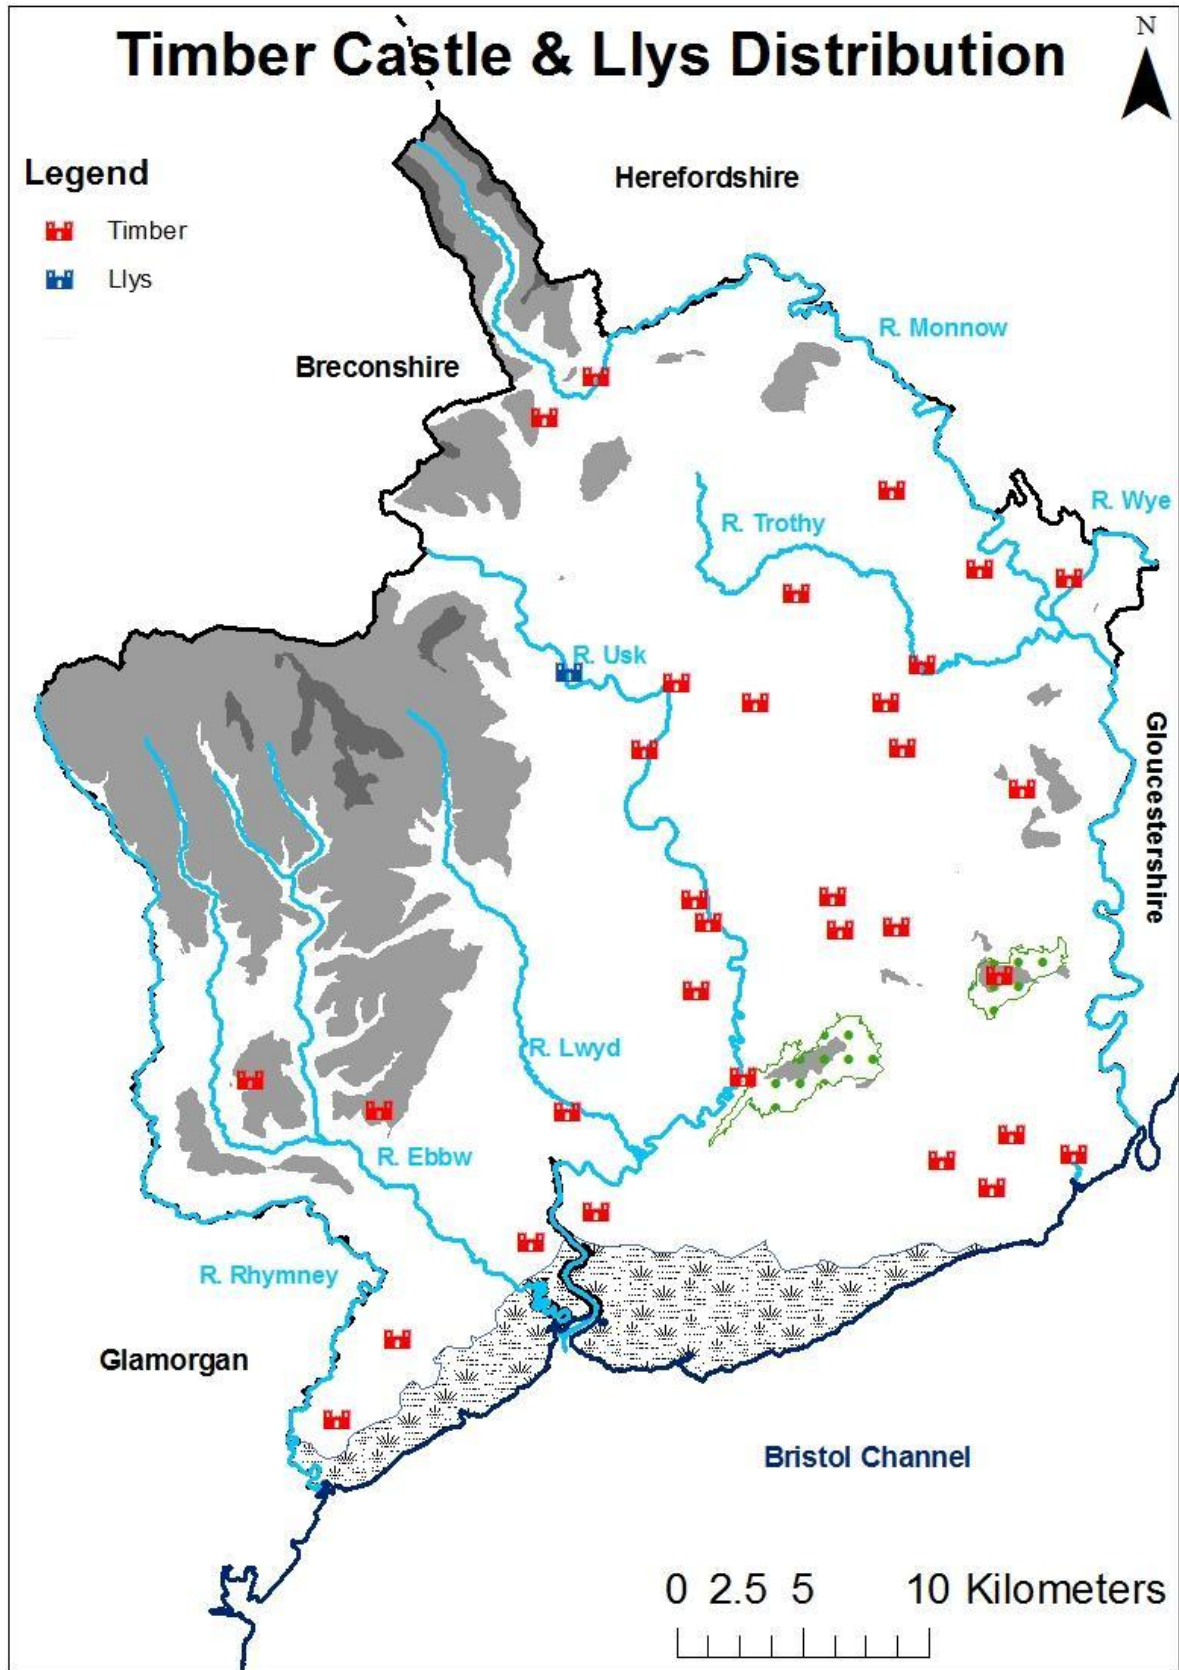 Timber Castle & Llys Distribution
N
Legend
Timber
Llys
Herefordshire
Breconshire
R. Monnow
R. Wye
R. Trothy
R. Usk
Gloucestershire
R. Lwyd
R. Ebbw
R. Rhymney
Glamorgan
Bristol Channel
0 2.5 5 10 Kilometers